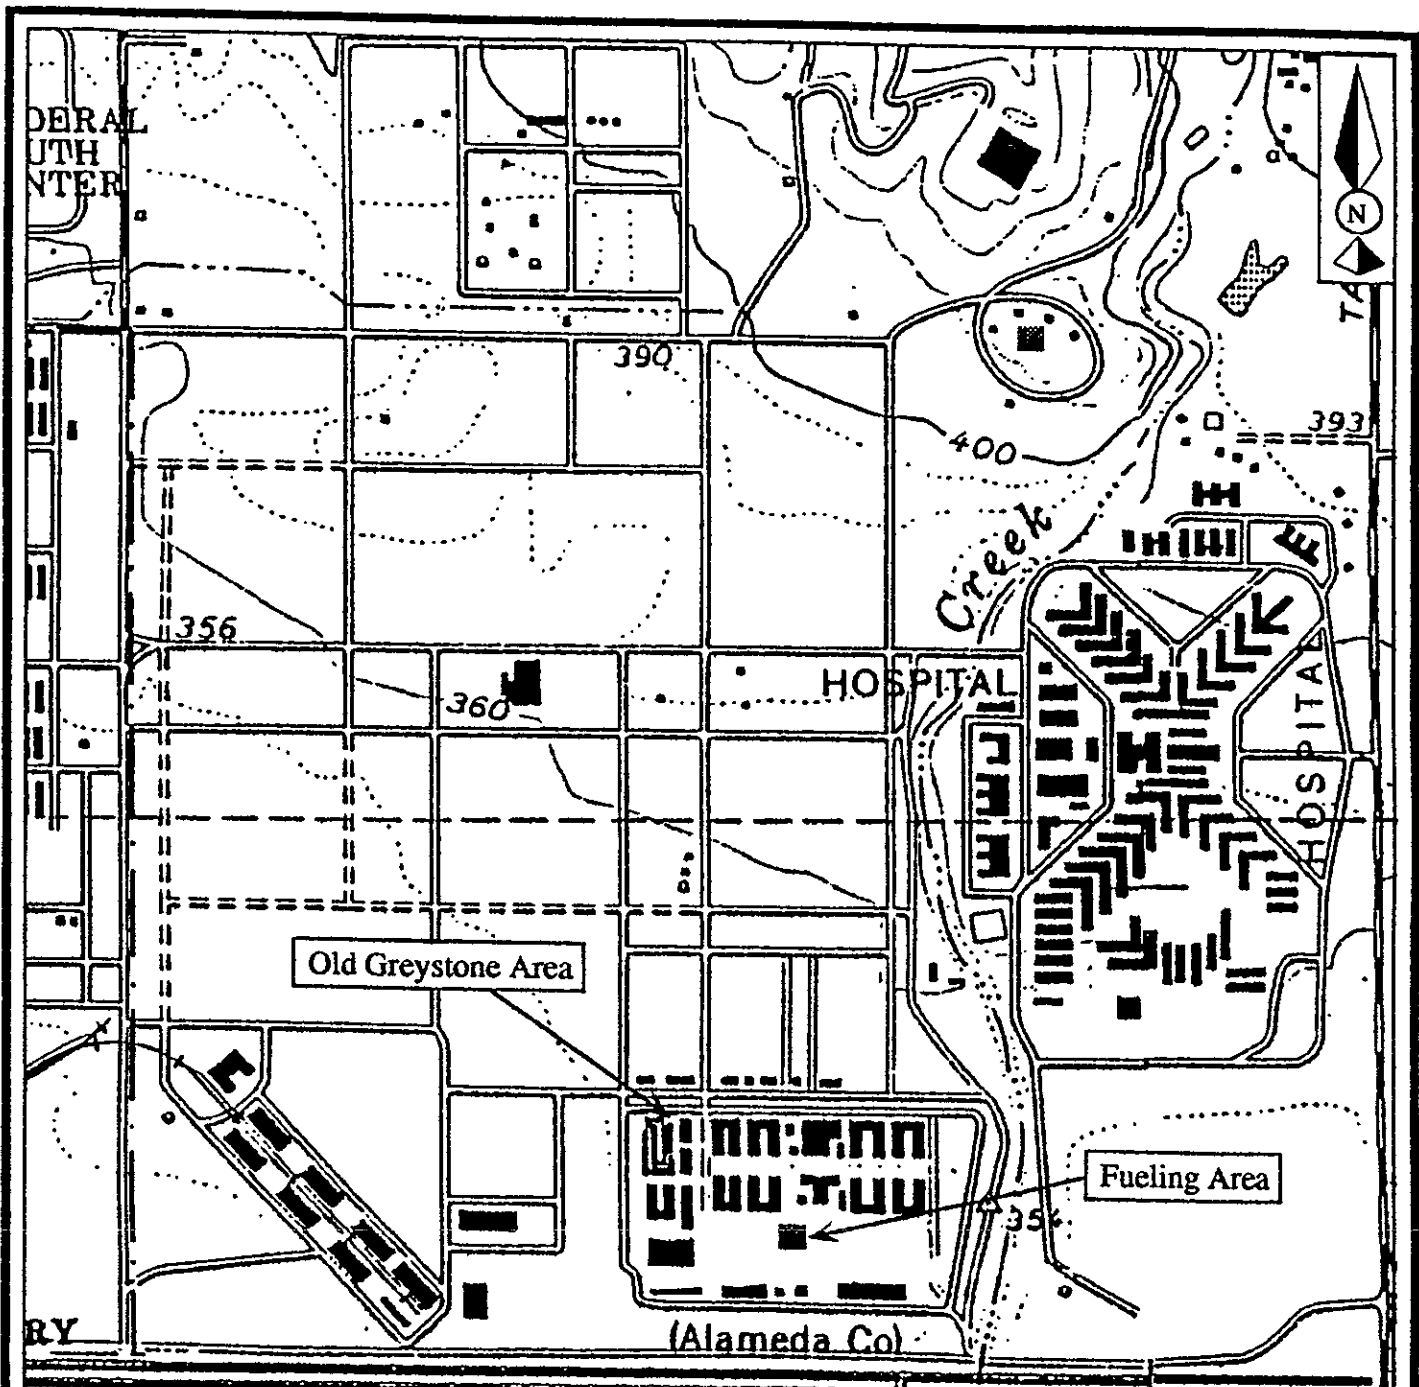 DERAL
UTH
NTER
N
TA
390
400
393
Creek
356
HOSPITAL
360
HOSPITAL
Old Greystone Area
Fueling Area
RY
(Alameda Co)